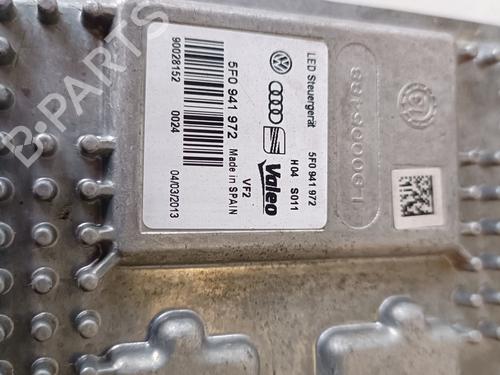 LED Steuergerät
5F0 941 972
H04 S011
Valeo
5F0 941 972
VF2
Made in SPAIN
90028152
0024
04/03/2013
B-PARTS